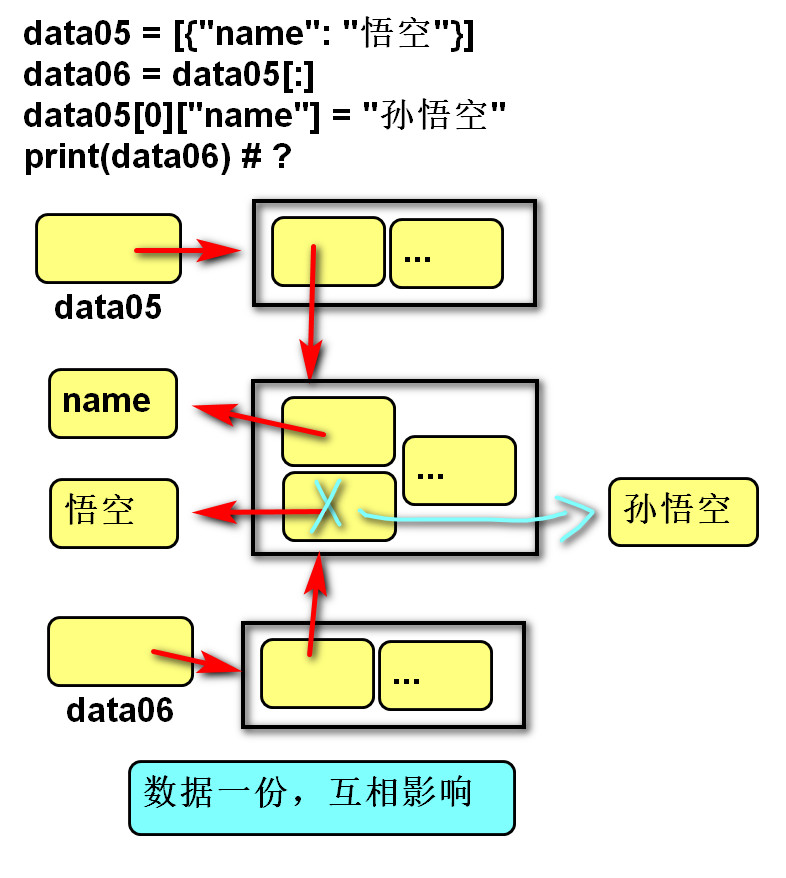 data05 = [{"name": "悟空"}]
data06 = data05[:]
data05[0]["name"] = "孙悟空"
print(data06) # ?
...
data05
name
...
悟空
孙悟空
...
data06
数据一份，互相影响